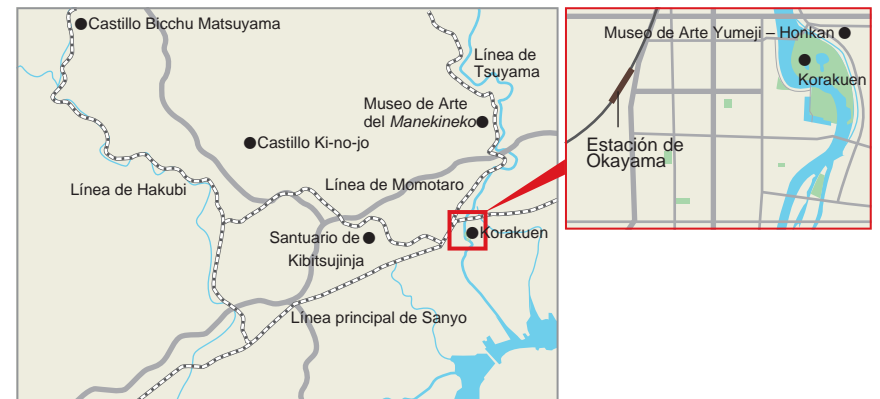 Castillo Bicchu Matsuyama
Línea de
Tsuyama
Museo de Arte
del Manekineko
Castillo Ki-no-jo
Línea de Hakubi
Línea de Momotaro
Santuario de
Kibitsujinja
Korakuen
Línea principal de Sanyo
Museo de Arte Yumeji – Honkan
Korakuen
Estación de
Okayama